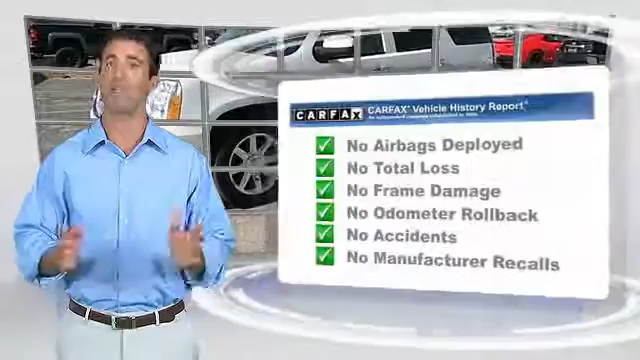 CARFAX
CARFAX Vehicle History Report
No Airbags Deployed
No Total Loss
No Frame Damage
No Odometer Rollback
No Accidents
No Manufacturer Recalls